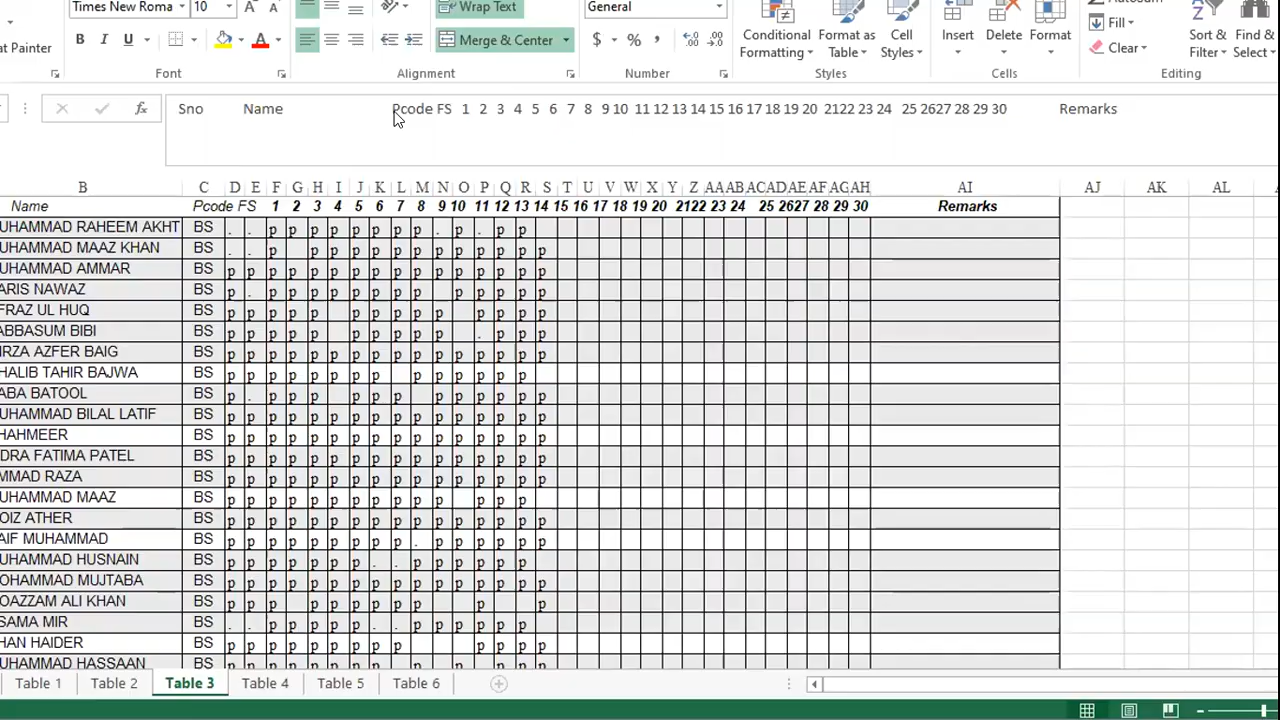 Times New Roma 10 Wrap Text General Fill
at Painter B I U Merge & Center $ % , Conditional Formatting Format as Table Cell Styles Insert Delete Format Clear Sort & Filter Find & Select
Font Alignment Number Styles Cells Editing
fx Sno Name Pcode FS 1 2 3 4 5 6 7 8 9 10 11 12 13 14 15 16 17 18 19 20 2122 23 24 25 2627 28 29 30 Remarks
B C D E F G H I J K L M N O P Q R S T U V W X Y Z AA AB AC AD AE AF AG AH AI AJ AK AL
Name Pcode FS 1 2 3 4 5 6 7 8 9 10 11 12 13 14 15 16 17 18 19 20 2122 23 24 25 2627 28 29 30 Remarks
UHAMMAD RAHEEM AKHT BS . . p p p p p p p p . p . p p
UHAMMAD MAAZ KHAN BS . . p p p p p p p p p p p p p
UHAMMAD AMMAR BS p p p p p p p p p p p p p p p p
ARIS NAWAZ BS p . p p p p p p p p p p p p p
FRAZ UL HUQ BS p p p p p p p p p p p p p
ABBASUM BIBI BS p p p p p p p p p p . p p p
IRZA AZFER BAIG BS p p p p p p p p p p p p p p p p
HALIB TAHIR BAJWA BS p p p p p p p p p p p p p p
ABA BATOOL BS p . p p p p p p p p p p p p
UHAMMAD BILAL LATIF BS p p p p p p p p p p p p p p p p
HAHMEER BS p p p p p p p p p p p p p p p p
DRA FATIMA PATEL BS p p p p p p p p p p p p p p p p
MMAD RAZA BS p p p p p p p p p p p p p p p p
UHAMMAD MAAZ BS p p p p p p p p p p p p p
OIZ ATHER BS p p p p p p p p p p p p p p p p
AIF MUHAMMAD BS p p p p p p p p p . p p p p p p
UHAMMAD HUSNAIN BS p p p p p p p . . p p p p p p
OHAMMAD MUJTABA BS p p p p p p p p p p p p p p p p
OAZZAM ALI KHAN BS p p p p p p p p p p p
SAMA MIR BS . . p p p p p . . p p p p p p
HAN HAIDER BS p p p p p p p p p p p p p
UHAMMAD HASSAAN BS
Table 1 Table 2 Table 3 Table 4 Table 5 Table 6